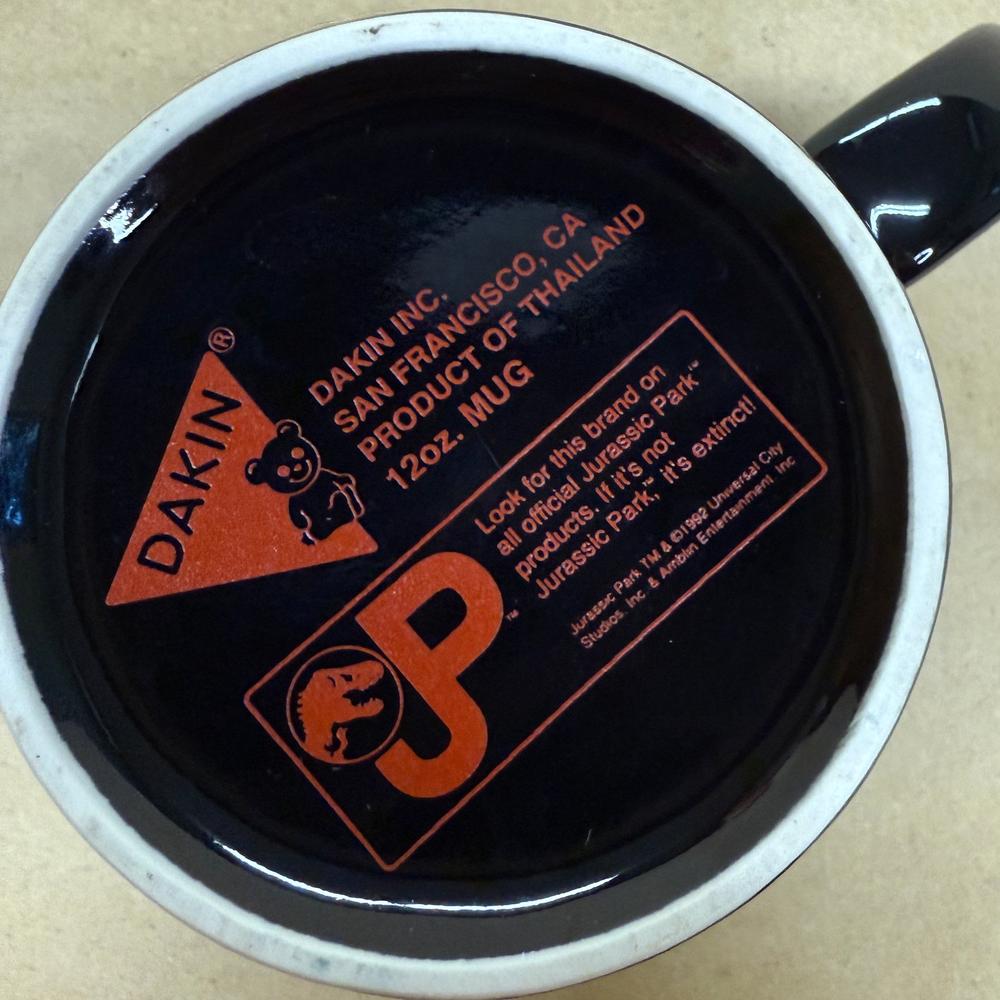 DAKIN®
DAKIN INC.
SAN FRANCISCO, CA
PRODUCT OF THAILAND
12oz. MUG
JP™
Look for this brand on
all official Jurassic Park™
products. If it's not
Jurassic Park,™ it's extinct!
Jurassic Park TM & ©1992 Universal City
Studios, Inc. & Amblin Entertainment, Inc